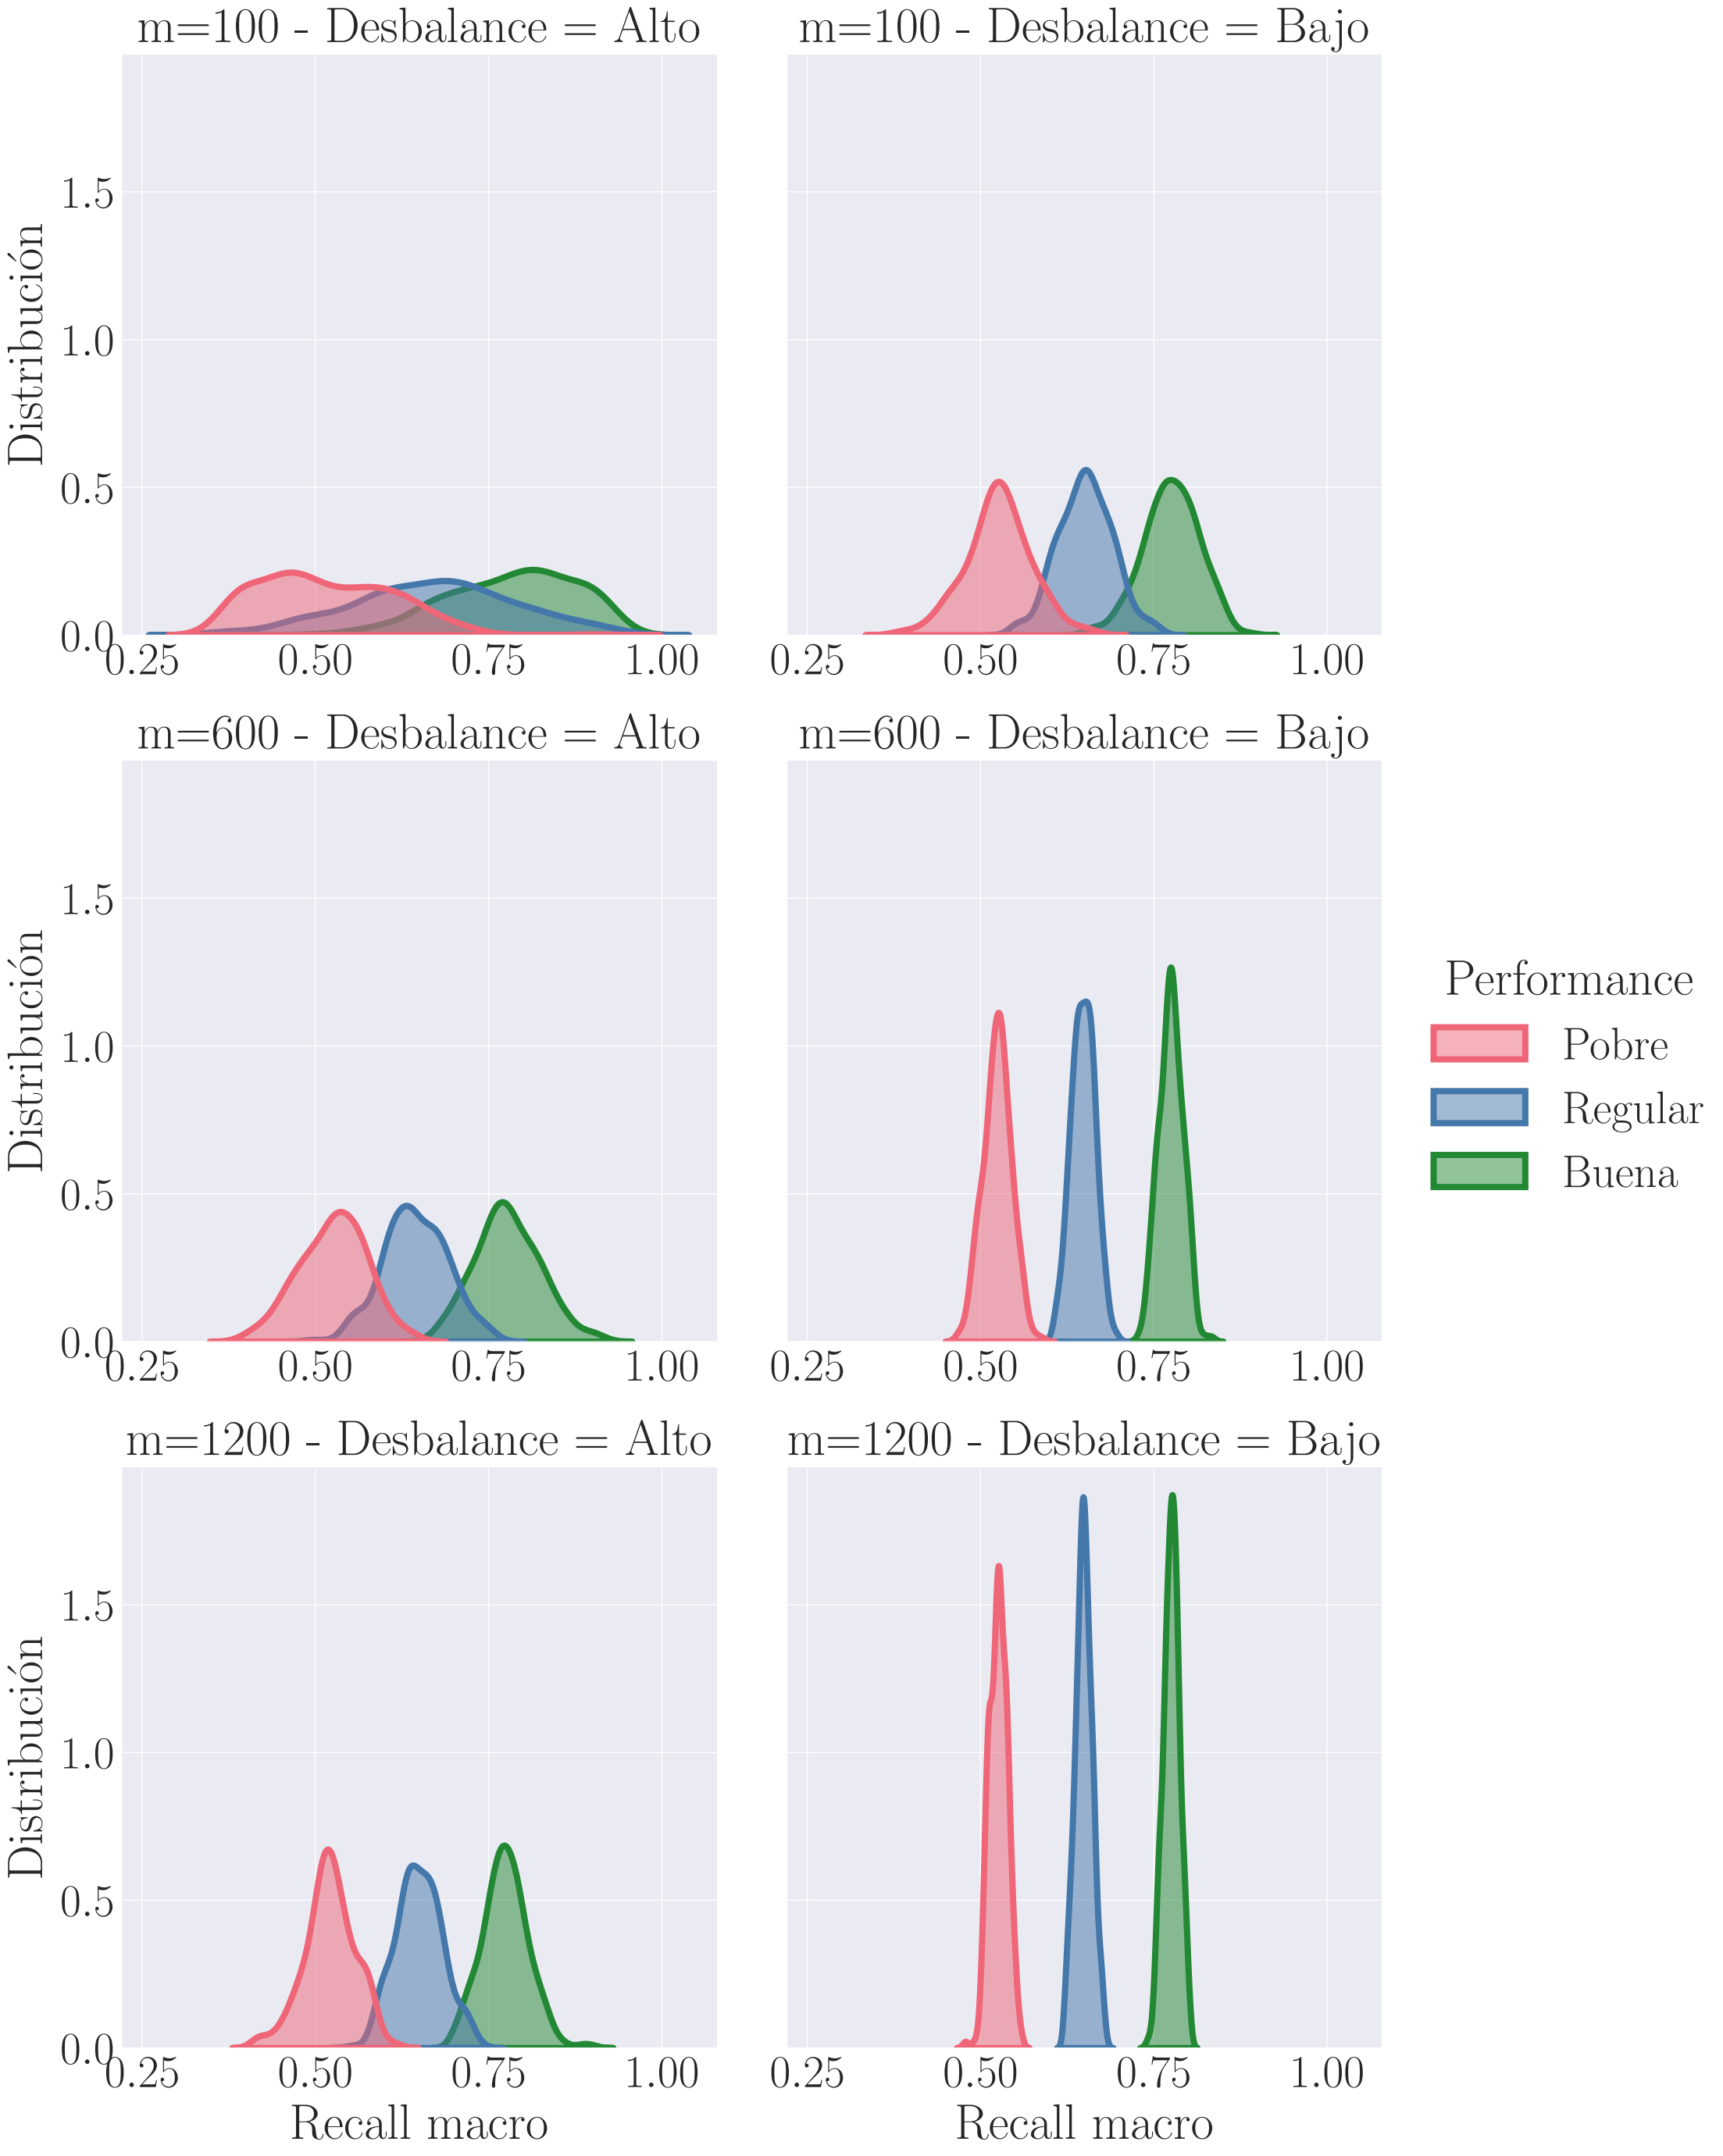 m=100 - Desbalance = Alto
m=100 - Desbalance = Bajo
Distribución
1.5
1.0
0.5
0.0
0.25 0.50 0.75 1.00
0.25 0.50 0.75 1.00
m=600 - Desbalance = Alto
m=600 - Desbalance = Bajo
Distribución
1.5
1.0
0.5
0.0
0.25 0.50 0.75 1.00
0.25 0.50 0.75 1.00
Performance
Pobre
Regular
Buena
m=1200 - Desbalance = Alto
m=1200 - Desbalance = Bajo
Distribución
1.5
1.0
0.5
0.0
0.25 0.50 0.75 1.00
0.25 0.50 0.75 1.00
Recall macro
Recall macro